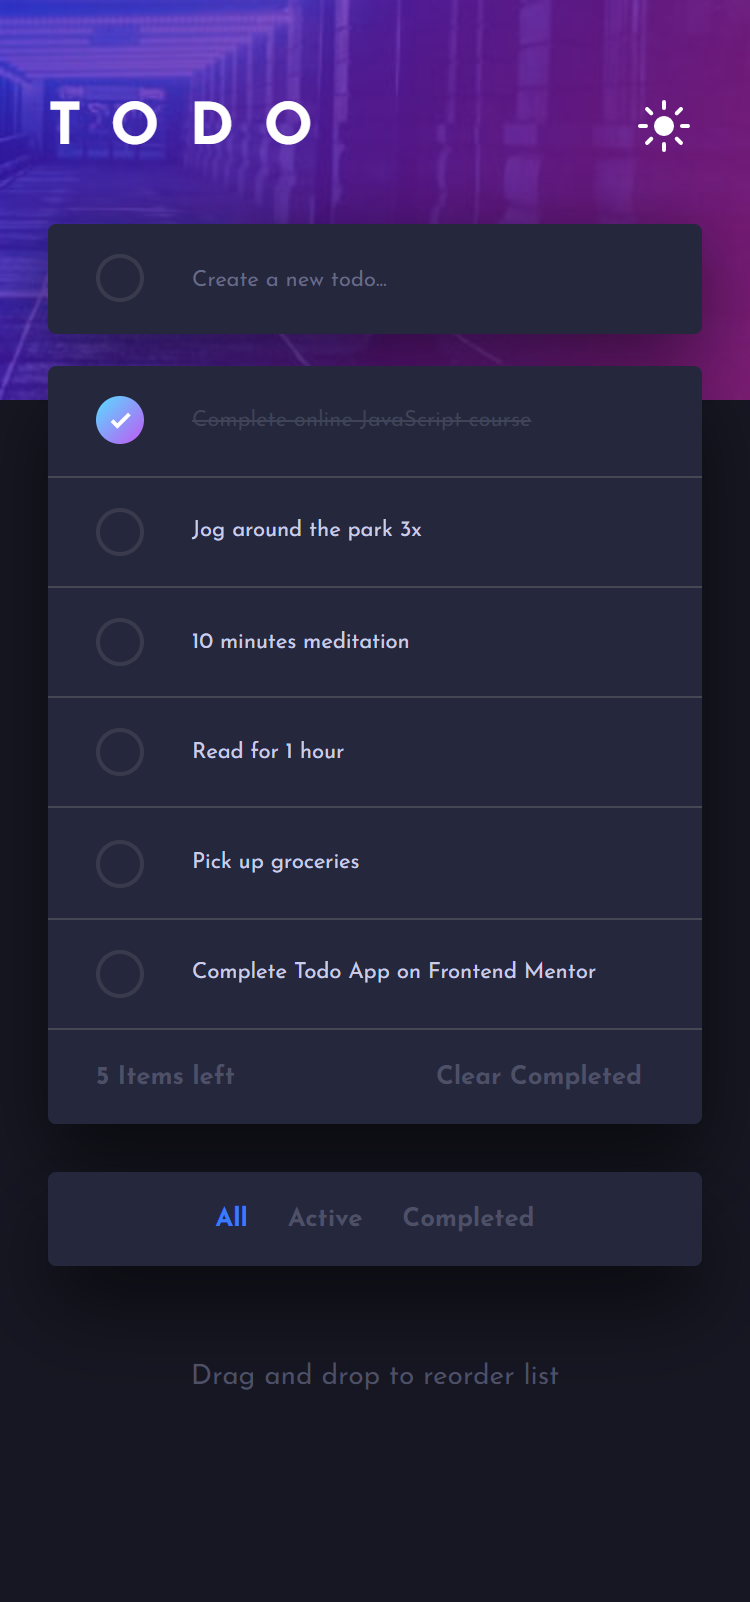 TODO
Create a new todo...
Complete online JavaScript course
Jog around the park 3x
10 minutes meditation
Read for 1 hour
Pick up groceries
Complete Todo App on Frontend Mentor
5 Items left Clear Completed
All Active Completed
Drag and drop to reorder list